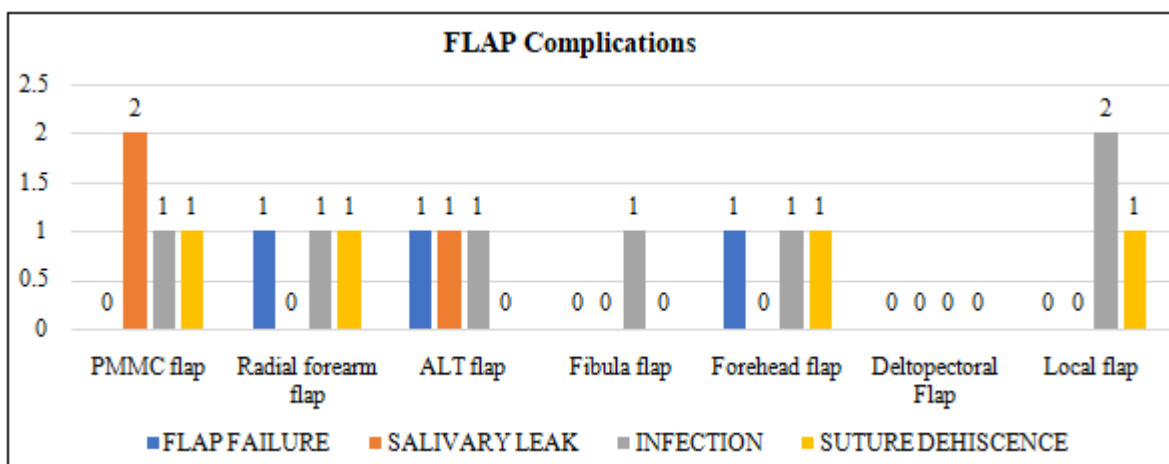 FLAP Complications
2.5
2
1.5
1
0.5
0
0 2 1 1
1 0 1 1
1 1 1 0
0 0 1 0
1 0 1 1
0 0 0 0
0 0 2 1
PMMC flap
Radial forearm
flap
ALT flap
Fibula flap
Forehead flap
Deltopectoral
Flap
Local flap
FLAP FAILURE
SALIVARY LEAK
INFECTION
SUTURE DEHISCENCE